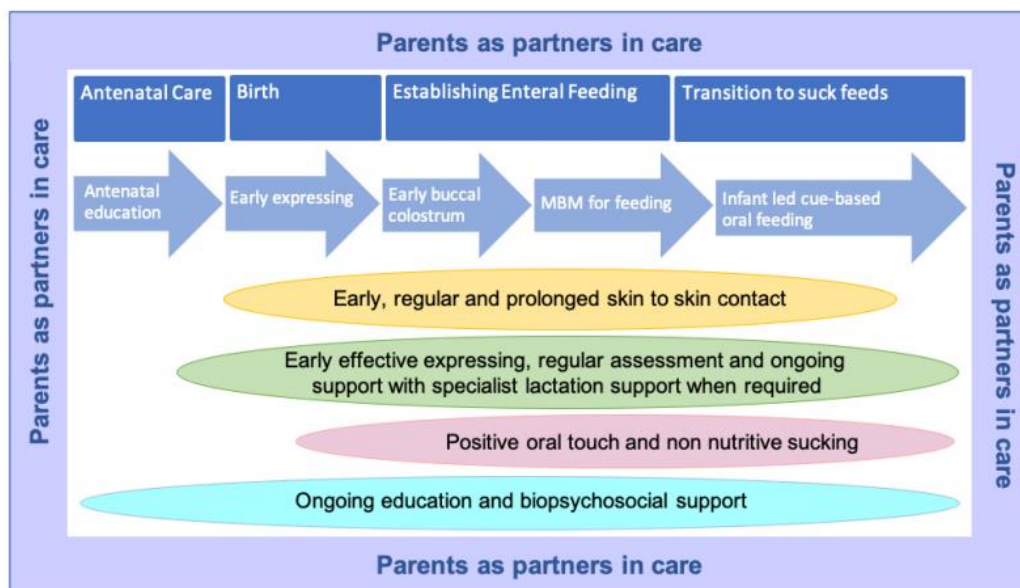 Parents as partners in care
Parents as partners in care
Antenatal Care
Birth
Establishing Enteral Feeding
Transition to suck feeds
Antenatal
education
Early expressing
Early buccal
colostrum
MBM for feeding
Infant led cue-based
oral feeding
Early, regular and prolonged skin to skin contact
Early effective expressing, regular assessment and ongoing
support with specialist lactation support when required
Positive oral touch and non nutritive sucking
Ongoing education and biopsychosocial support
Parents as partners in care
Parents as partners in care